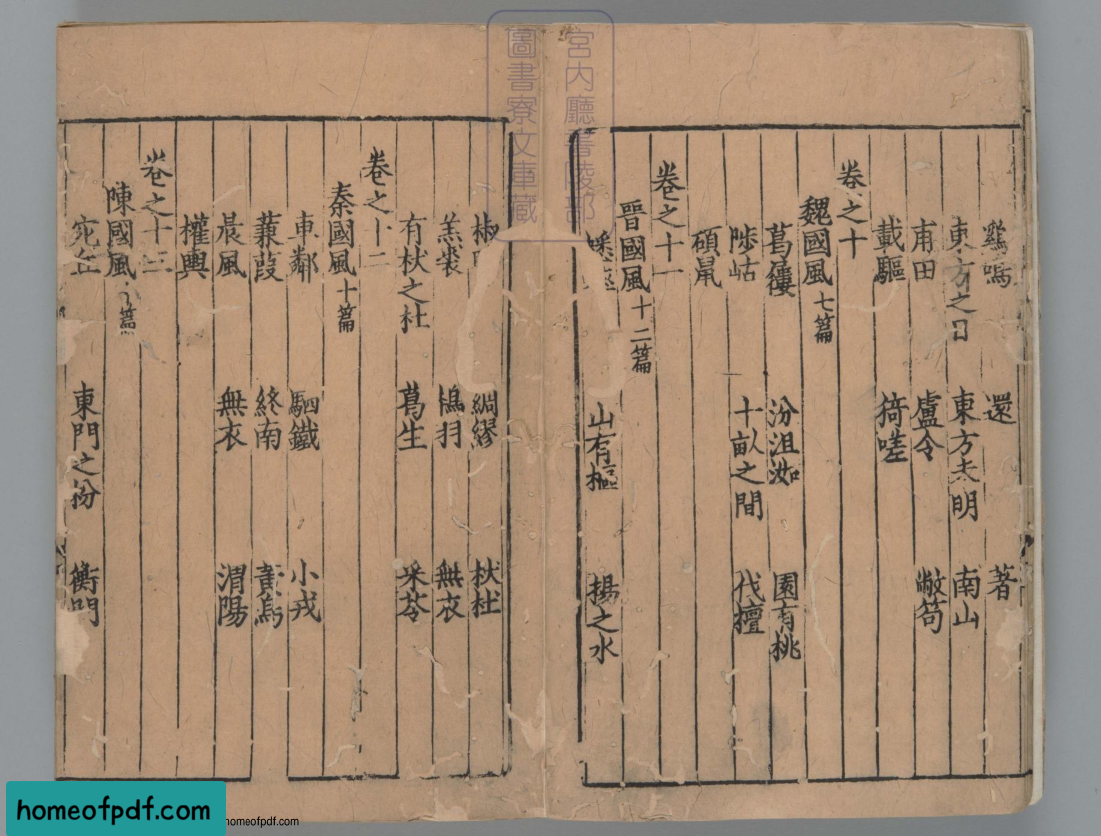 宮内廳書陵部
圖書寮文庫藏
鷄鳴 還 著
東方之日 東方未明 南山
甫田 盧令 敝笱
載驅 猗嗟
卷之十
魏國風七篇
葛屨 汾沮洳 園有桃
陟岵 十畝之間 伐檀
碩鼠
卷之十一
晉國風十二篇
蟋蟀 山有樞 揚之水
椒 綢繆 杕杜
羔裘 鴇羽 無衣
有杕之杜 葛生 采苓
卷之十二
秦國風十篇
車鄰 駟鐵 小戎
蒹葭 終南 黃鳥
晨風 無衣 渭陽
權輿
卷之十三
陳國風 篇
宛丘 東門之枌 衡門
homeofpdf.com
homeofpdf.com